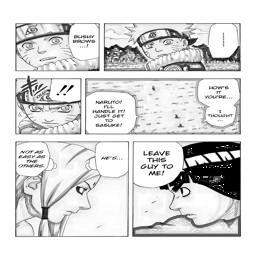 BUSHY
BROWS
...!
............
!!
NARUTO!
I'LL
HANDLE IT!
JUST GET
TO
SASUKE!
HOW'S
IT
YOU'RE...
THOUGHT
...
NOT AS
EASY AS
THE
OTHERS.
HE'S...
LEAVE
THIS
GUY TO
ME!